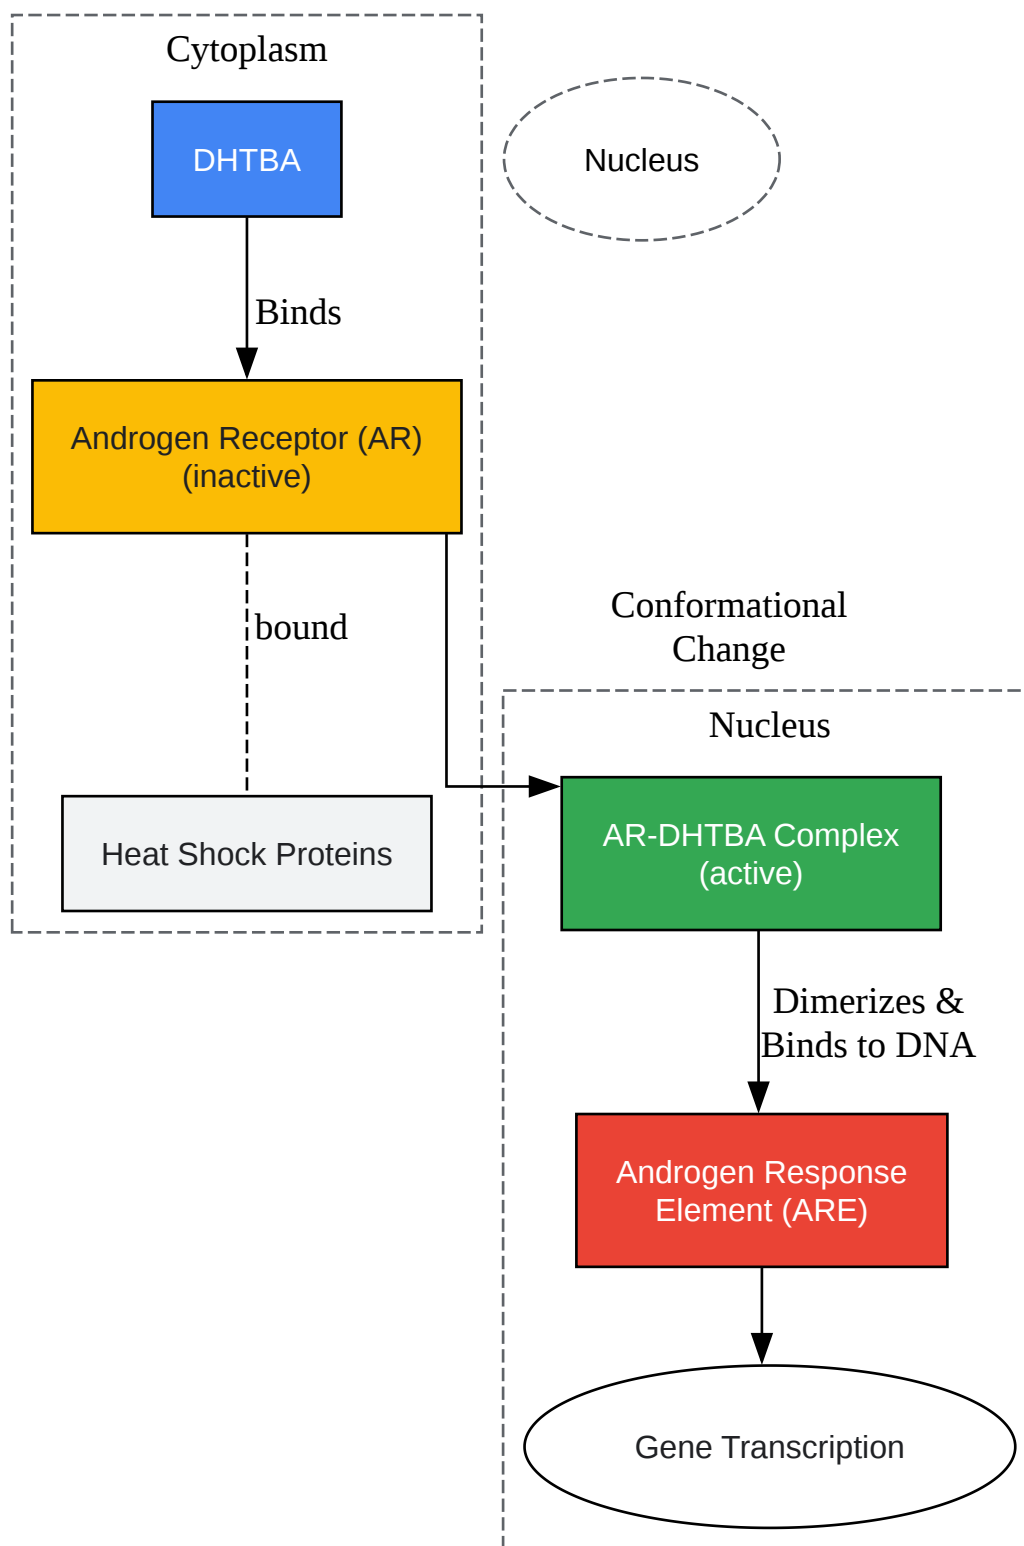 Cytoplasm
DHTBA
Nucleus
Binds
Androgen Receptor (AR)
(inactive)
bound
Heat Shock Proteins
Conformational
Change
Nucleus
AR-DHTBA Complex
(active)
Dimerizes &
Binds to DNA
Androgen Response
Element (ARE)
Gene Transcription